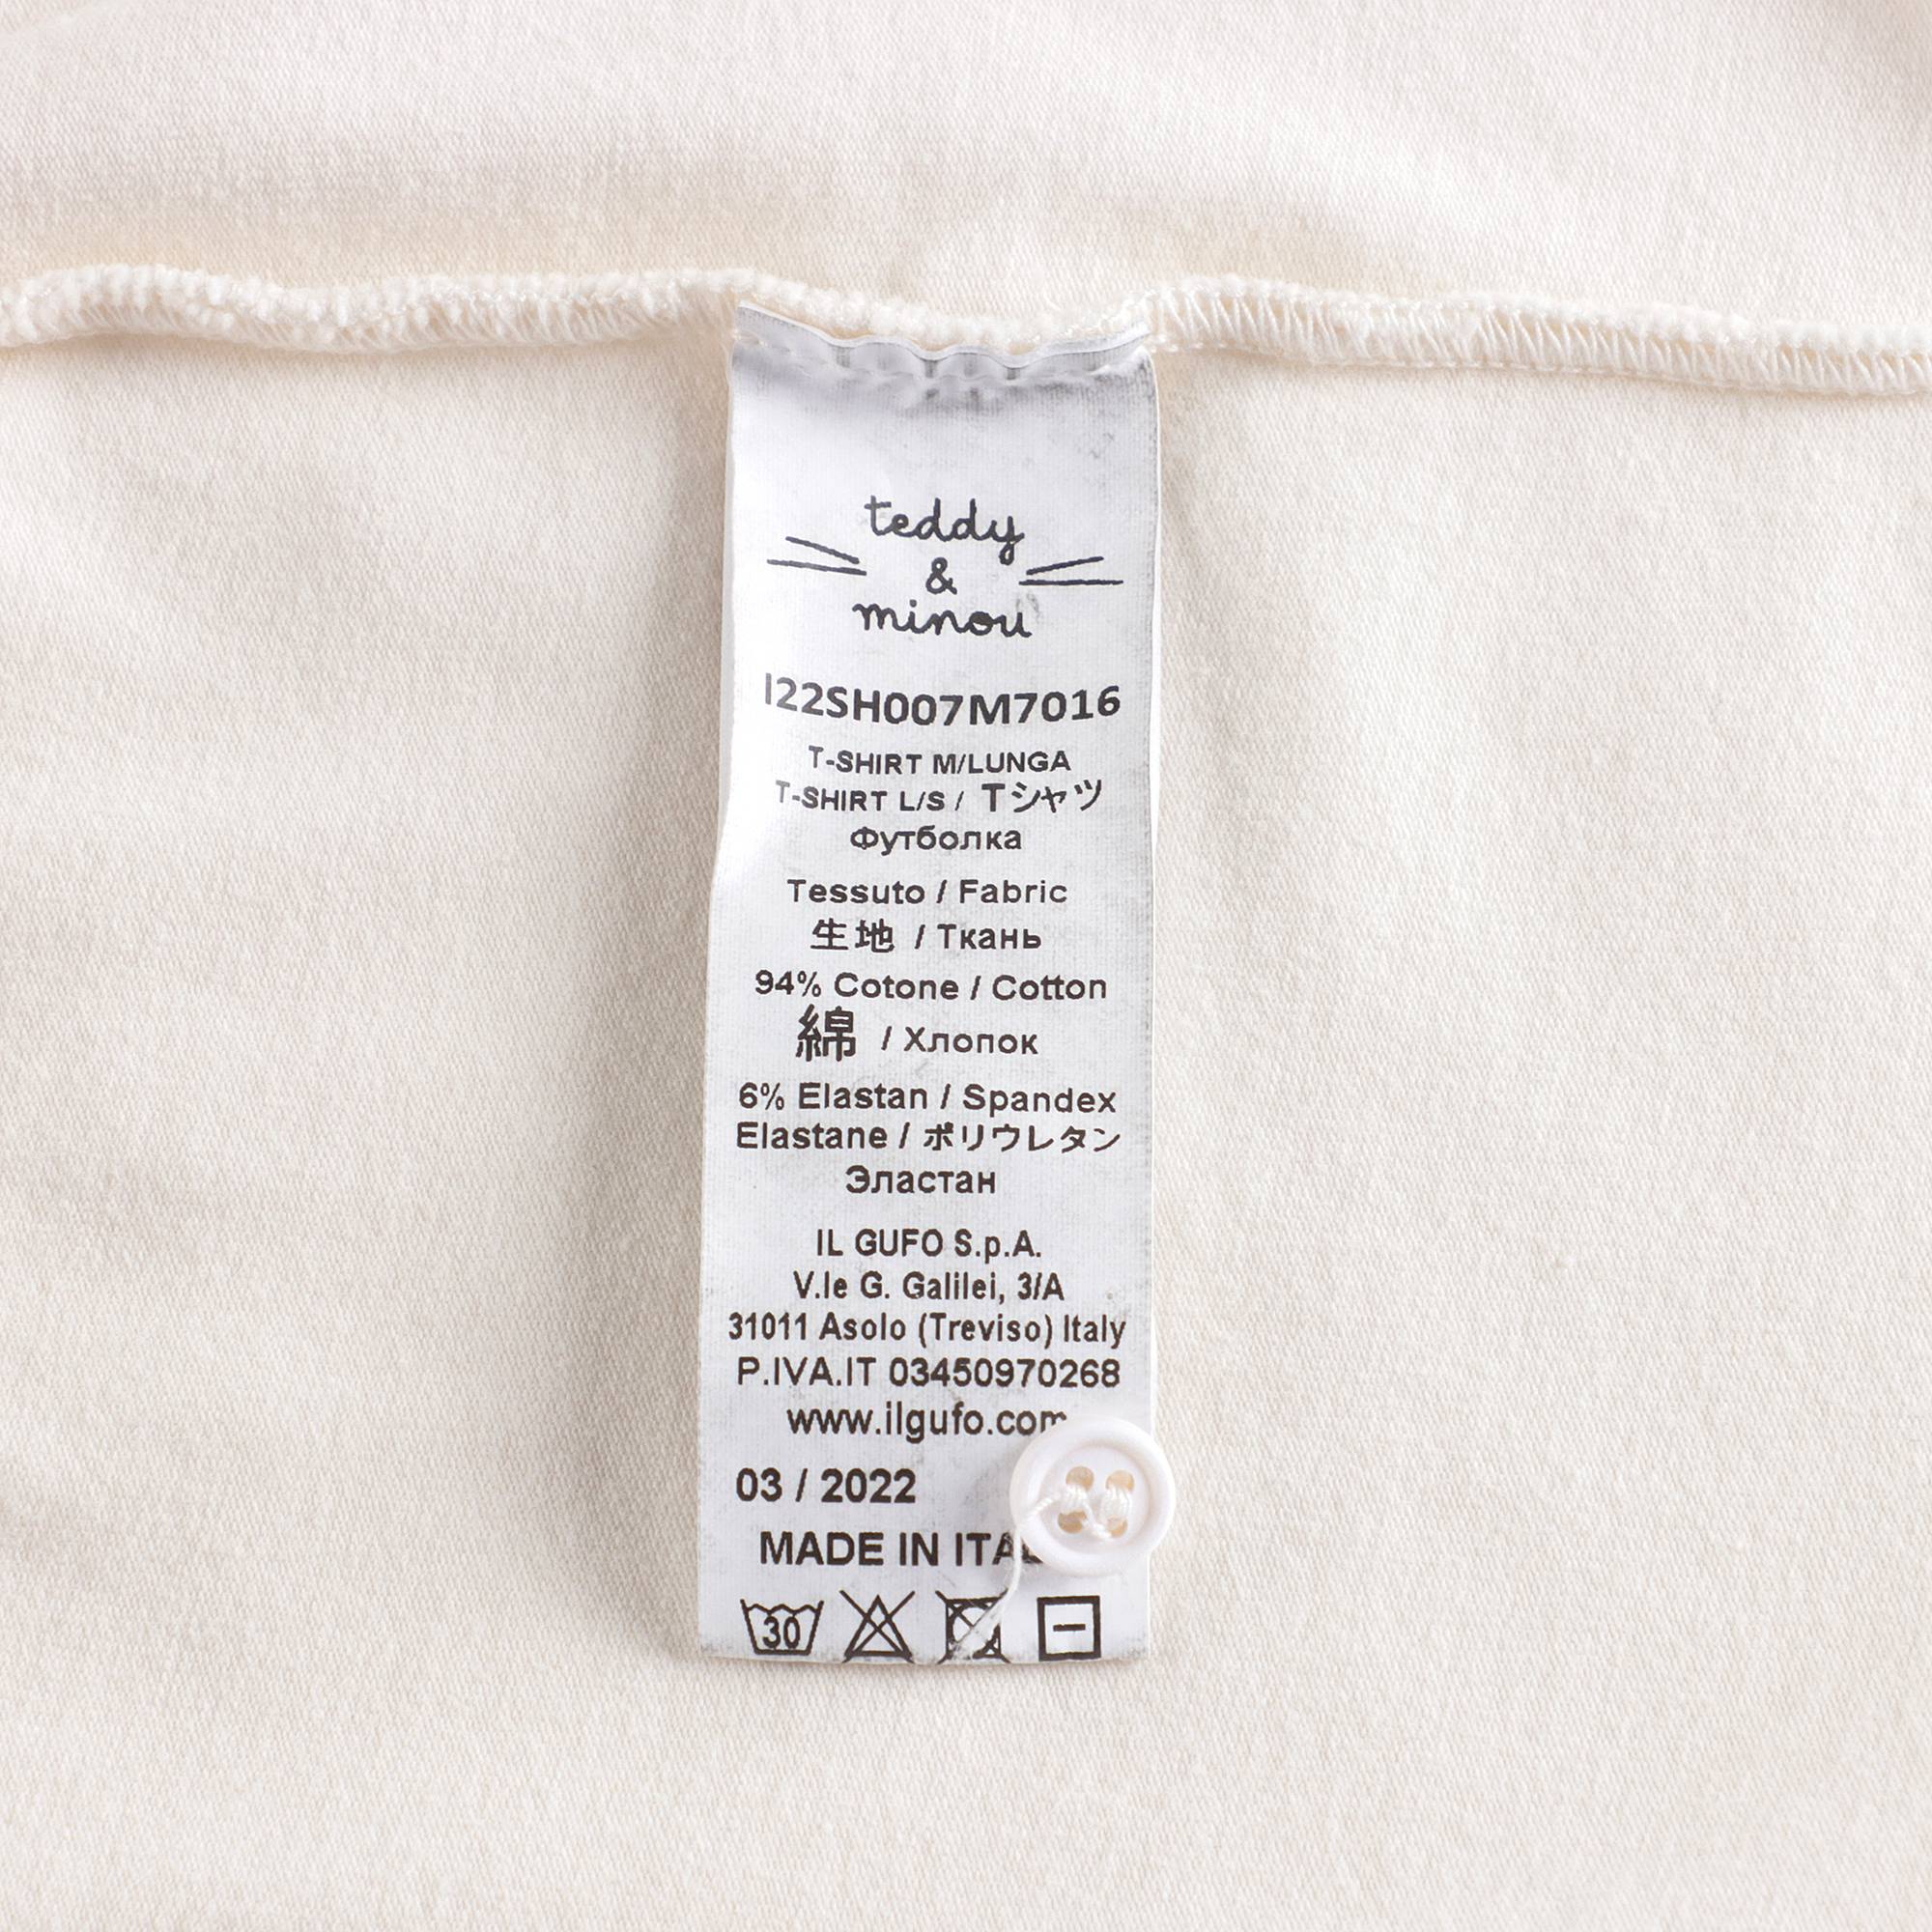 teddy
&
minou
I22SH007M7016
T-SHIRT M/LUNGA
T-SHIRT L/S / Tシャツ
Футболка
Tessuto / Fabric
生地 / Ткань
94% Cotone / Cotton
綿 / Хлопок
6% Elastan / Spandex
Elastane / ポリウレタン
Эластан
IL GUFO S.p.A.
V.le G. Galilei, 3/A
31011 Asolo (Treviso) Italy
P.IVA.IT 03450970268
www.ilgufo.com
03 / 2022
MADE IN ITAL
30